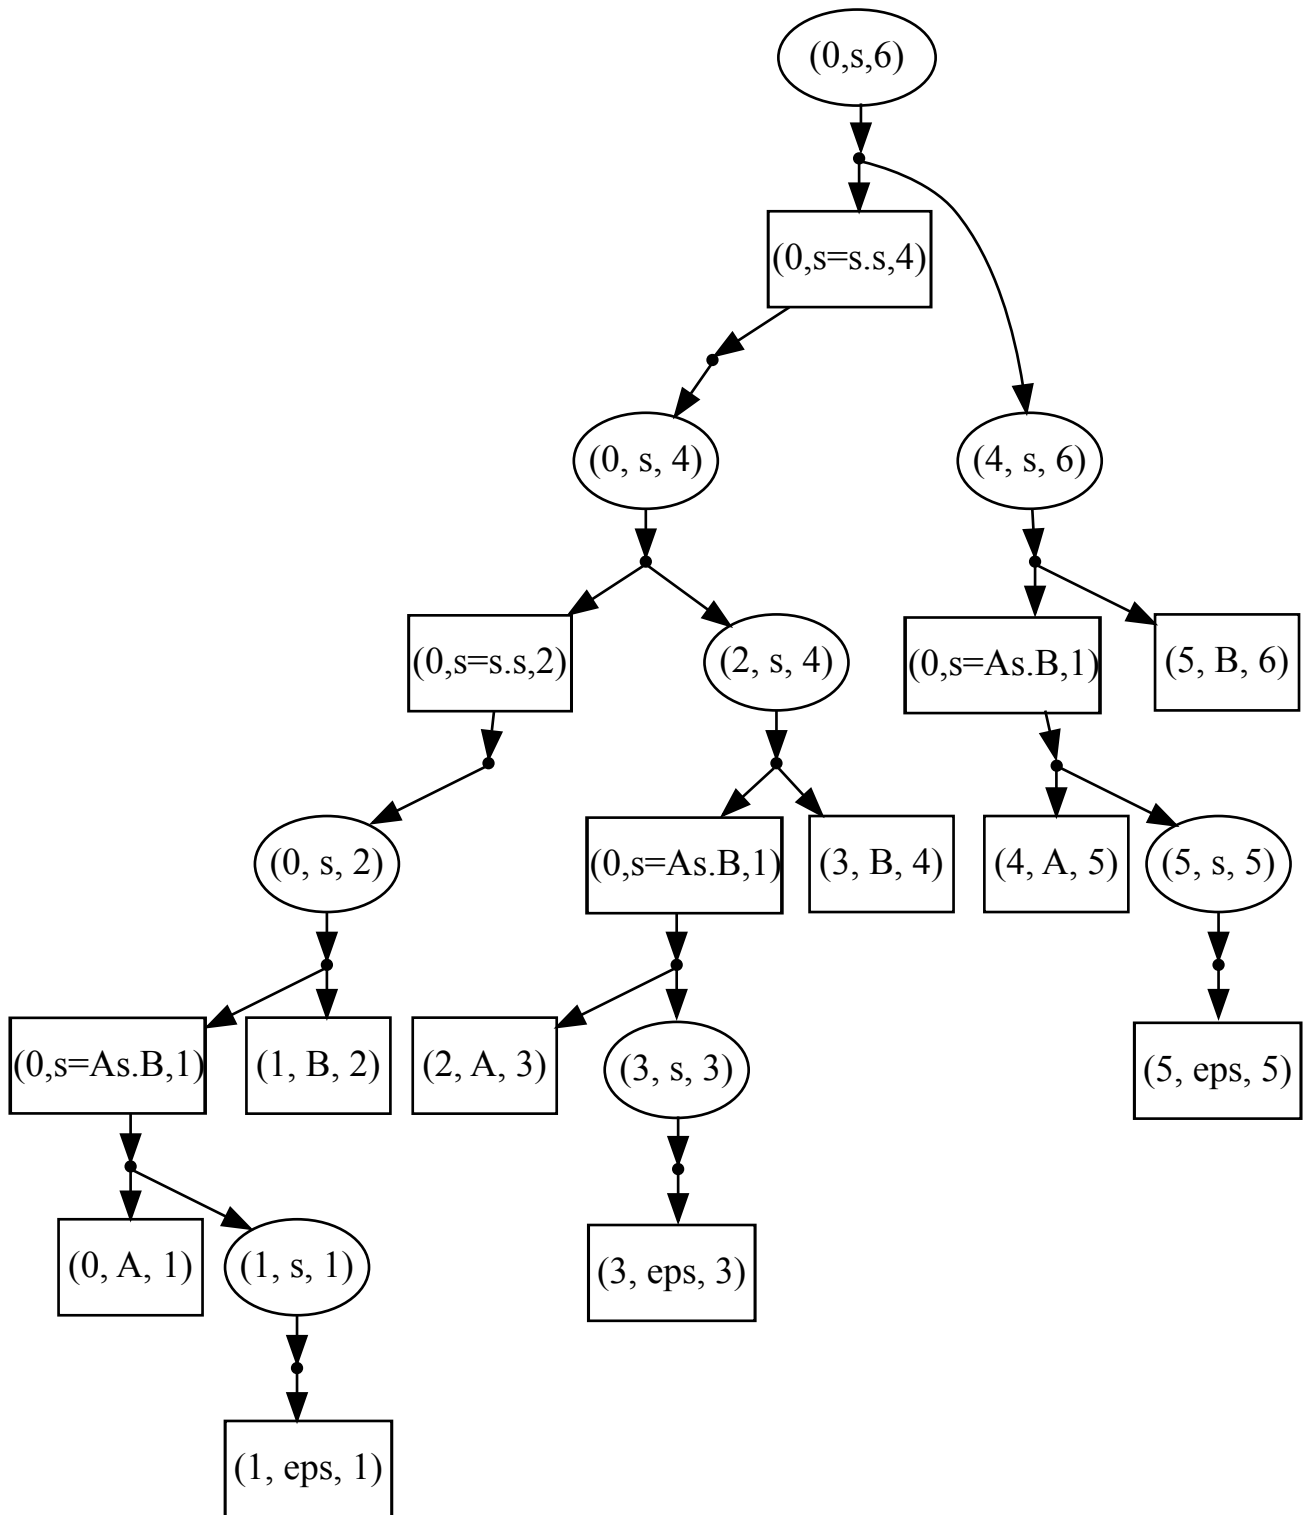 (0,s,6)
(0,s=s.s,4)
(0, s, 4)
(4, s, 6)
(0,s=s.s,2)
(2, s, 4)
(0,s=As.B,1)
(5, B, 6)
(0, s, 2)
(0,s=As.B,1)
(3, B, 4)
(4, A, 5)
(5, s, 5)
(0,s=As.B,1)
(1, B, 2)
(2, A, 3)
(3, s, 3)
(5, eps, 5)
(0, A, 1)
(1, s, 1)
(3, eps, 3)
(1, eps, 1)